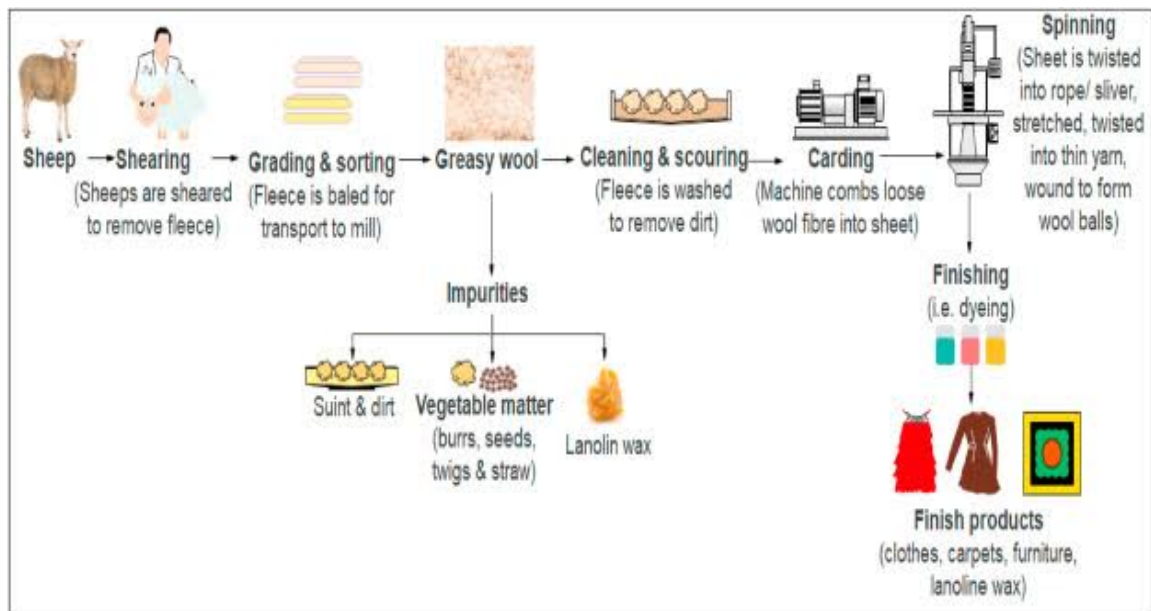 Sheep
Shearing
(Sheeps are sheared
to remove fleece)
Grading & sorting
(Fleece is baled for
transport to mill)
Greasy wool
Cleaning & scouring
(Fleece is washed
to remove dirt)
Carding
(Machine combs loose
wool fibre into sheet)
Spinning
(Sheet is twisted
into rope/ sliver,
stretched, twisted
into thin yarn,
wound to form
wool balls)
Impurities
Suint & dirt
Vegetable matter
(burrs, seeds,
twigs & straw)
Lanolin wax
Finishing
(i.e. dyeing)
Finish products
(clothes, carpets, furniture,
lanoline wax)